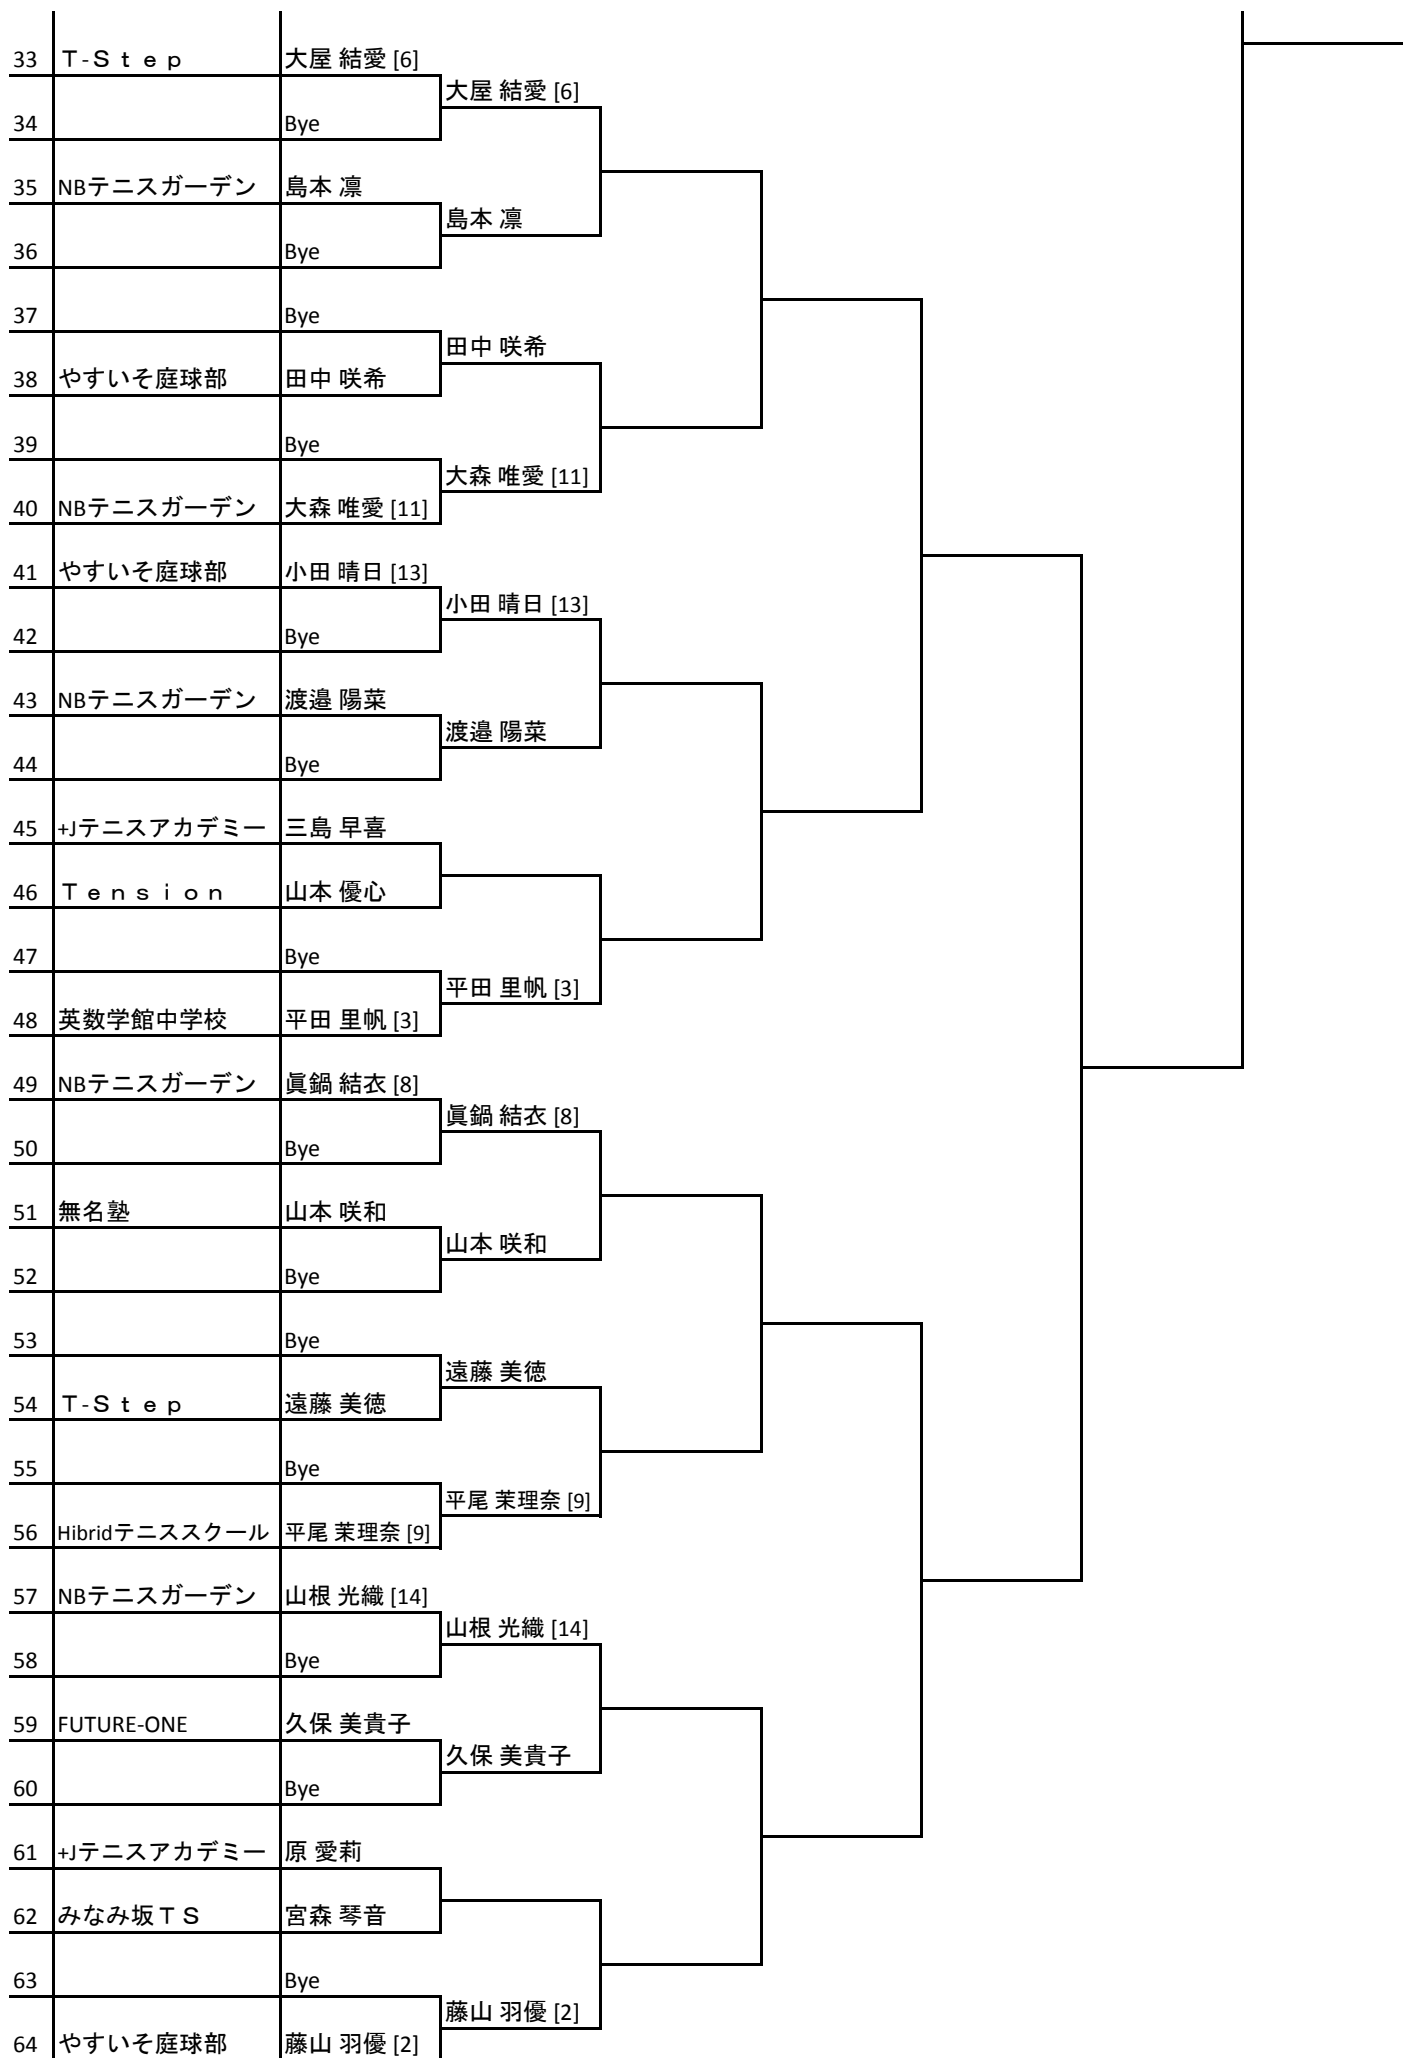 33 Ｔ-Ｓｔｅｐ 大屋 結愛 [6]
大屋 結愛 [6]
34 Bye
35 NBテニスガーデン 島本 凛
島本 凛
36 Bye
37 Bye
田中 咲希
38 やすいそ庭球部 田中 咲希
39 Bye
大森 唯愛 [11]
40 NBテニスガーデン 大森 唯愛 [11]
41 やすいそ庭球部 小田 晴日 [13]
小田 晴日 [13]
42 Bye
43 NBテニスガーデン 渡邉 陽菜
渡邉 陽菜
44 Bye
45 +Jテニスアカデミー 三島 早喜
46 Ｔｅｎｓｉｏｎ 山本 優心
47 Bye
平田 里帆 [3]
48 英数学館中学校 平田 里帆 [3]
49 NBテニスガーデン 眞鍋 結衣 [8]
眞鍋 結衣 [8]
50 Bye
51 無名塾 山本 咲和
山本 咲和
52 Bye
53 Bye
遠藤 美徳
54 Ｔ-Ｓｔｅｐ 遠藤 美徳
55 Bye
平尾 茉理奈 [9]
56 Hibridテニススクール 平尾 茉理奈 [9]
57 NBテニスガーデン 山根 光織 [14]
山根 光織 [14]
58 Bye
59 FUTURE-ONE 久保 美貴子
久保 美貴子
60 Bye
61 +Jテニスアカデミー 原 愛莉
62 みなみ坂ＴＳ 宮森 琴音
63 Bye
藤山 羽優 [2]
64 やすいそ庭球部 藤山 羽優 [2]